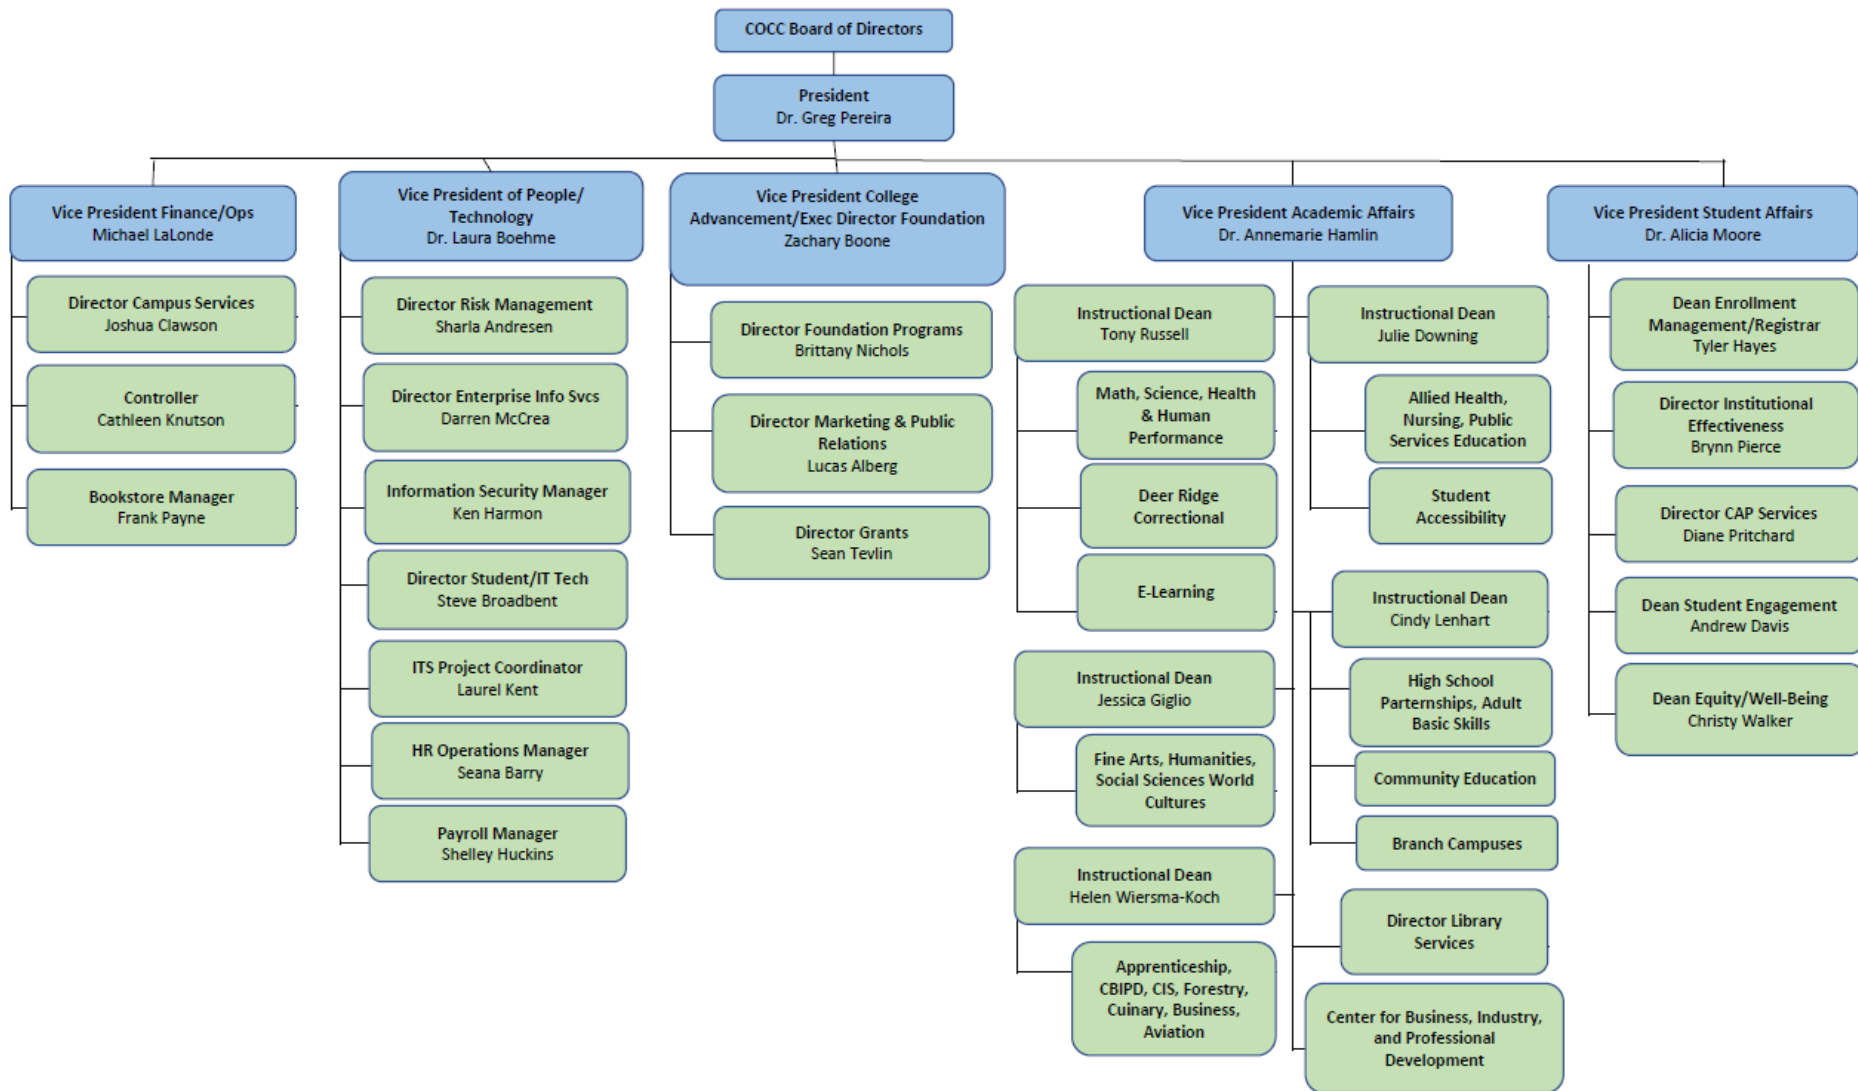 COCC Board of Directors
President
Dr. Greg Pereira
Vice President Finance/Ops
Michael LaLonde
Director Campus Services
Joshua Clawson
Controller
Cathleen Knutson
Bookstore Manager
Frank Payne
Vice President of People/
Technology
Dr. Laura Boehme
Director Risk Management
Sharla Andresen
Director Enterprise Info Svcs
Darren McCrea
Information Security Manager
Ken Harmon
Director Student/IT Tech
Steve Broadbent
ITS Project Coordinator
Laurel Kent
HR Operations Manager
Seana Barry
Payroll Manager
Shelley Huckins
Vice President College
Advancement/Exec Director Foundation
Zachary Boone
Director Foundation Programs
Brittany Nichols
Director Marketing & Public
Relations
Lucas Alberg
Director Grants
Sean Tevlin
Vice President Academic Affairs
Dr. Annemarie Hamlin
Instructional Dean
Tony Russell
Math, Science, Health
& Human
Performance
Deer Ridge
Correctional
E-Learning
Instructional Dean
Jessica Giglio
Fine Arts, Humanities,
Social Sciences World
Cultures
Instructional Dean
Helen Wiersma-Koch
Apprenticeship,
CBIPD, CIS, Forestry,
Cuinary, Business,
Aviation
Instructional Dean
Julie Downing
Allied Health,
Nursing, Public
Services Education
Student
Accessibility
Instructional Dean
Cindy Lenhart
High School
Parternships, Adult
Basic Skills
Community Education
Branch Campuses
Director Library
Services
Center for Business, Industry,
and Professional
Development
Vice President Student Affairs
Dr. Alicia Moore
Dean Enrollment
Management/Registrar
Tyler Hayes
Director Institutional
Effectiveness
Brynn Pierce
Director CAP Services
Diane Pritchard
Dean Student Engagement
Andrew Davis
Dean Equity/Well-Being
Christy Walker